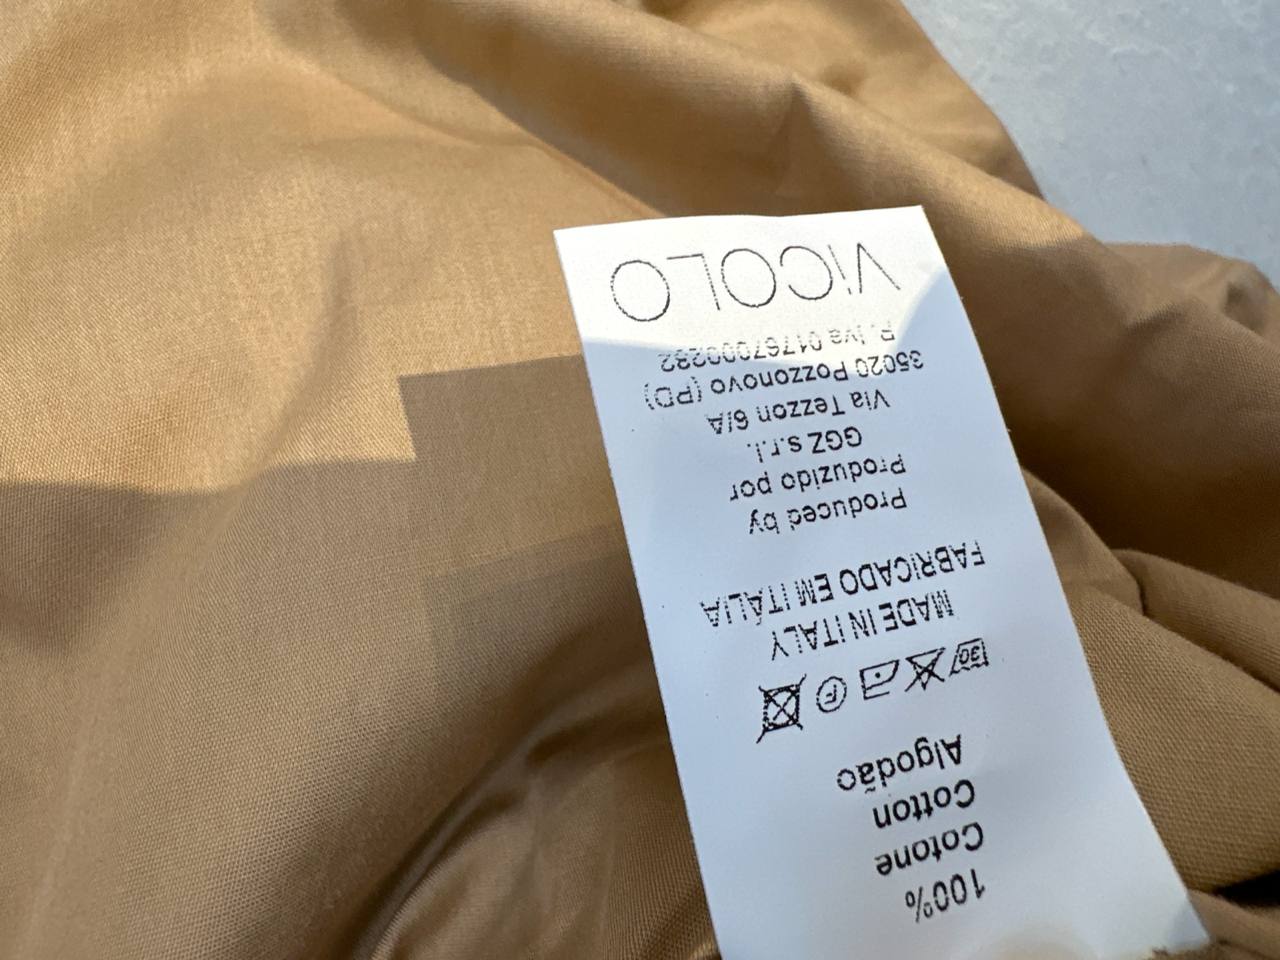 100%
Cotone
Cotton
Algodão
30 F
MADE IN ITALY
FABRICADO EM ITÁLIA
Produced by
Produzido por
GGZ s.r.l.
Via Tezzon 6/A
35020 Pozzonovo (PD)
P. Iva 01767000282
ViCOLO